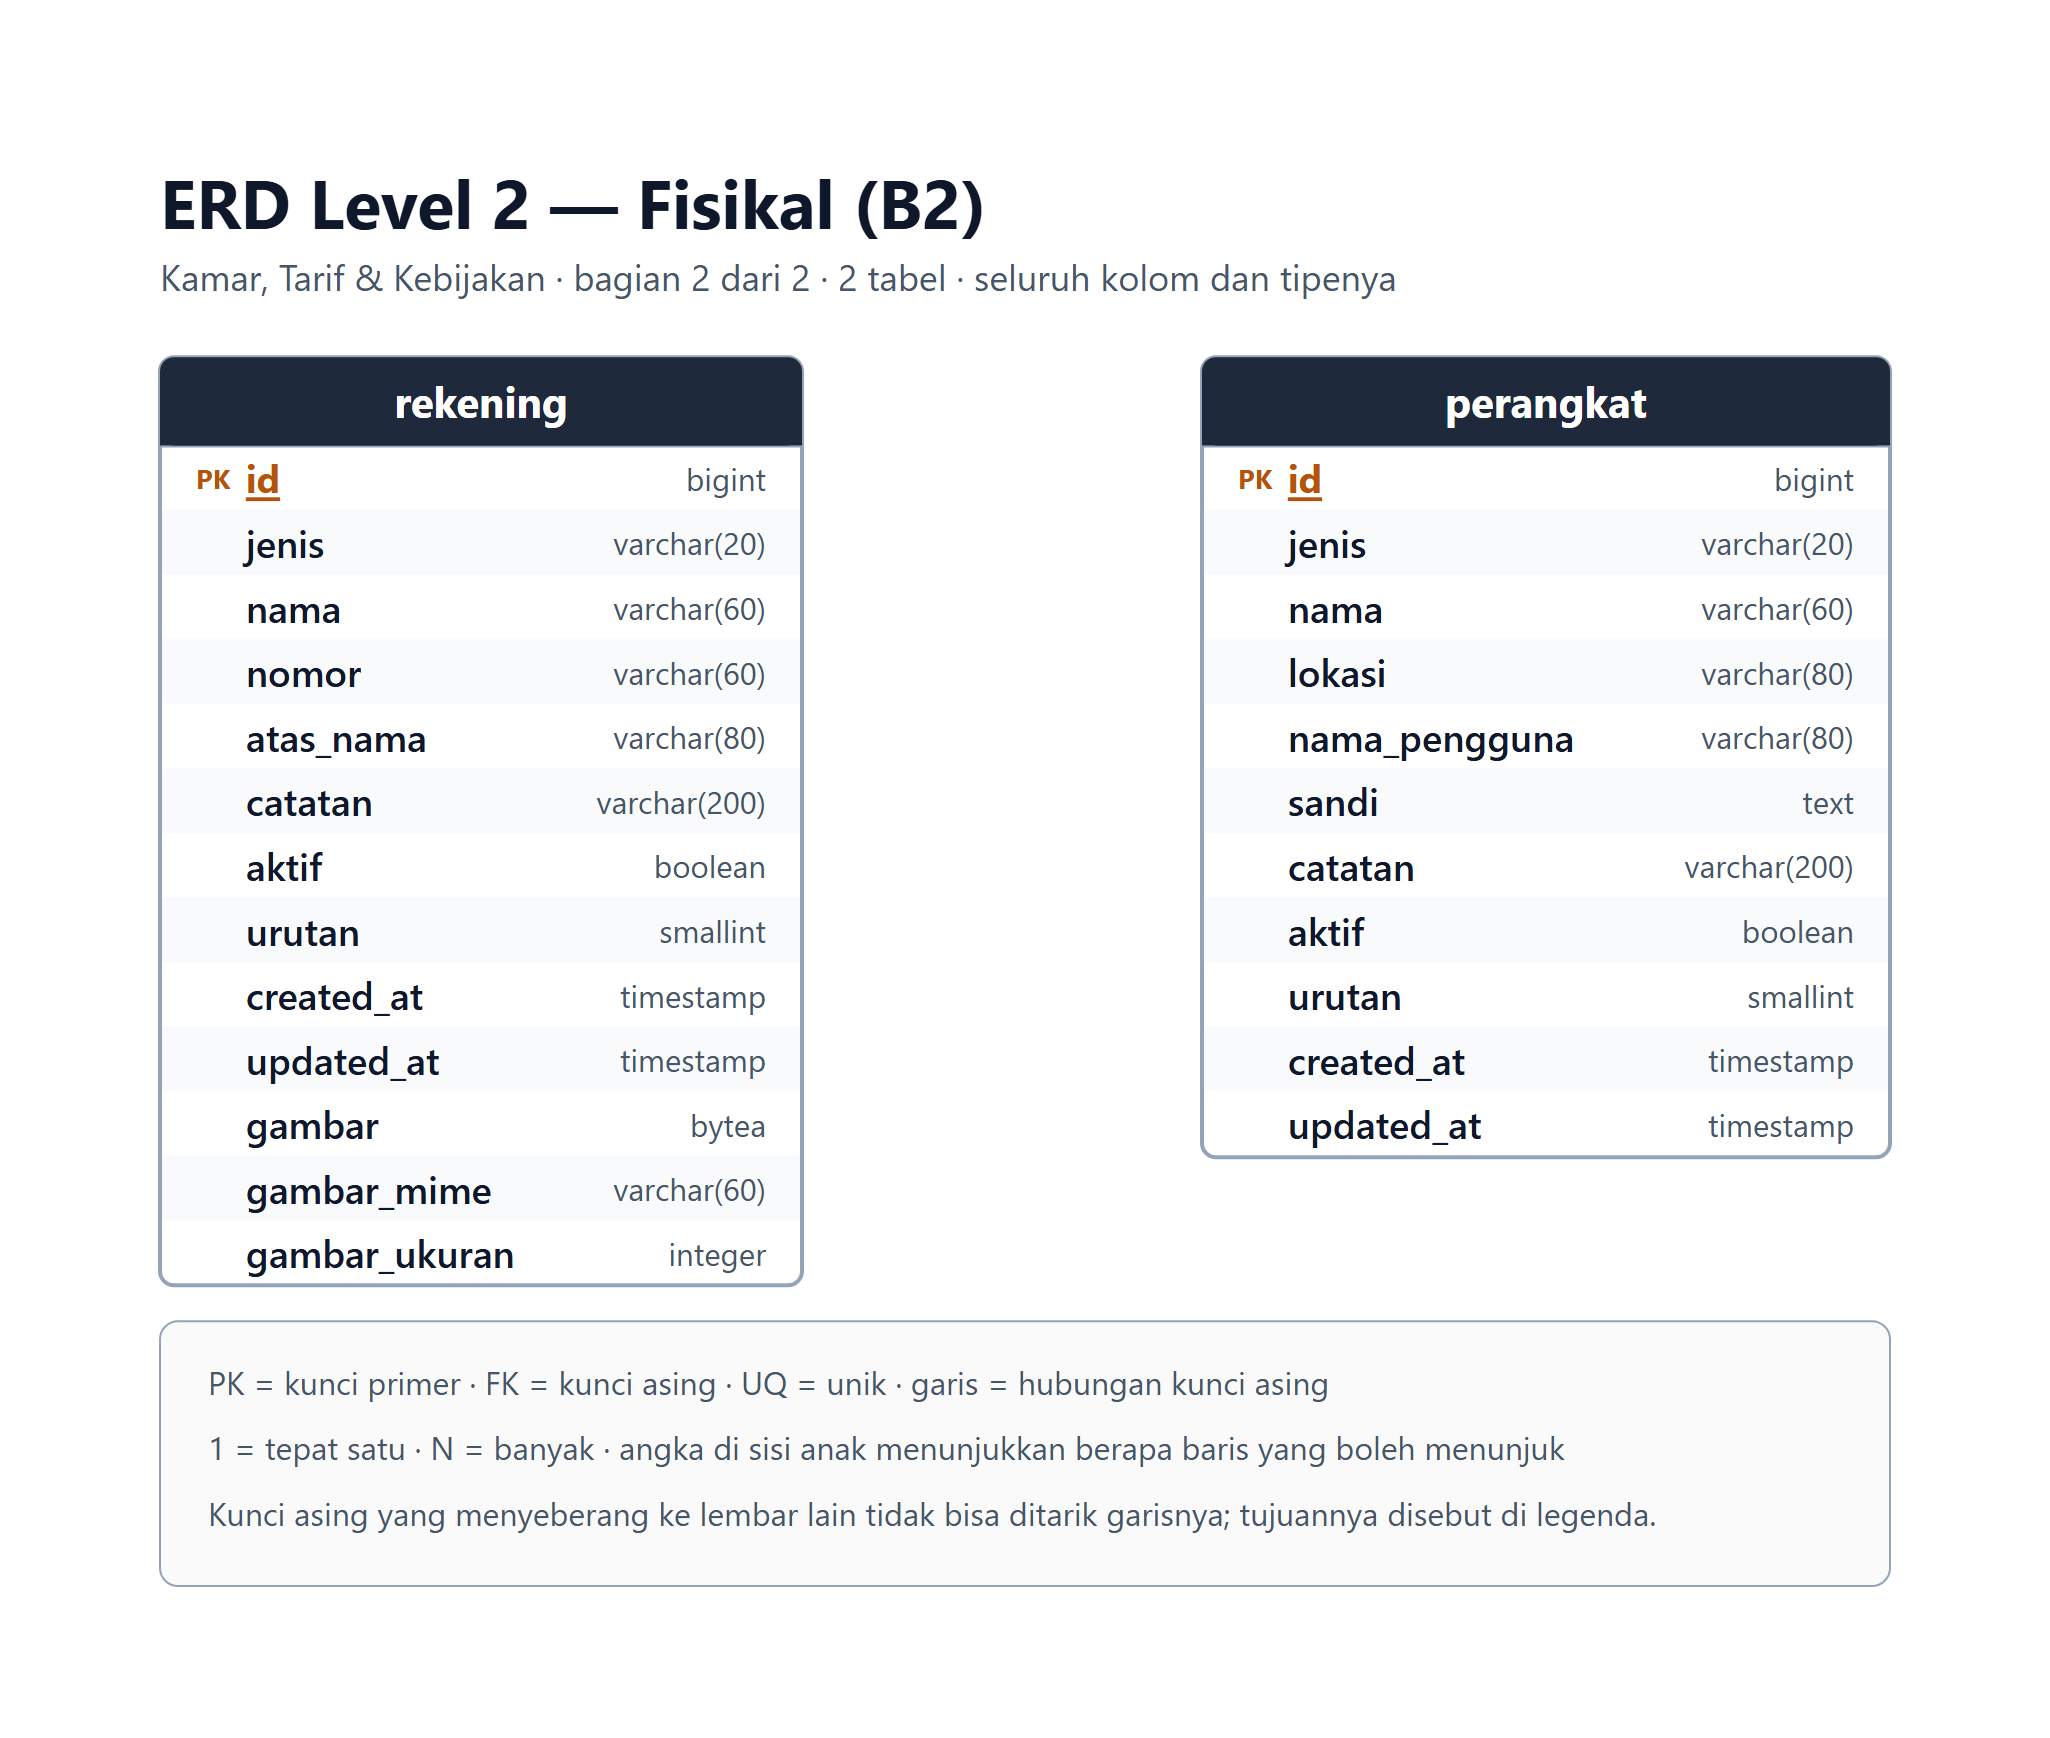 ERD Level 2 — Fisikal (B2)
Kamar, Tarif & Kebijakan · bagian 2 dari 2 · 2 tabel · seluruh kolom dan tipenya
rekening
PK id bigint
jenis varchar(20)
nama varchar(60)
nomor varchar(60)
atas_nama varchar(80)
catatan varchar(200)
aktif boolean
urutan smallint
created_at timestamp
updated_at timestamp
gambar bytea
gambar_mime varchar(60)
gambar_ukuran integer
perangkat
PK id bigint
jenis varchar(20)
nama varchar(60)
lokasi varchar(80)
nama_pengguna varchar(80)
sandi text
catatan varchar(200)
aktif boolean
urutan smallint
created_at timestamp
updated_at timestamp
PK = kunci primer · FK = kunci asing · UQ = unik · garis = hubungan kunci asing
1 = tepat satu · N = banyak · angka di sisi anak menunjukkan berapa baris yang boleh menunjuk
Kunci asing yang menyeberang ke lembar lain tidak bisa ditarik garisnya; tujuannya disebut di legenda.